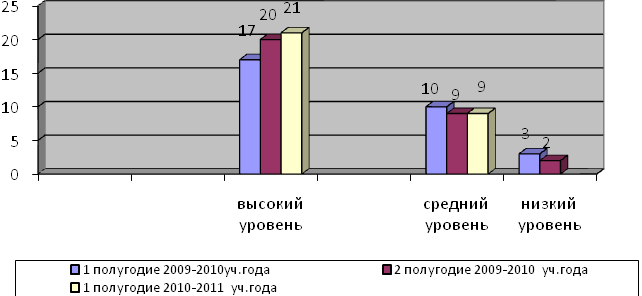 25
20
15
10
5
0
17
20
21
10
9
9
3
2
высокий
уровень
средний
уровень
низкий
уровень
1 полугодие 2009-2010уч.года
2 полугодие 2009-2010 уч.года
1 полугодие 2010-2011 уч.года